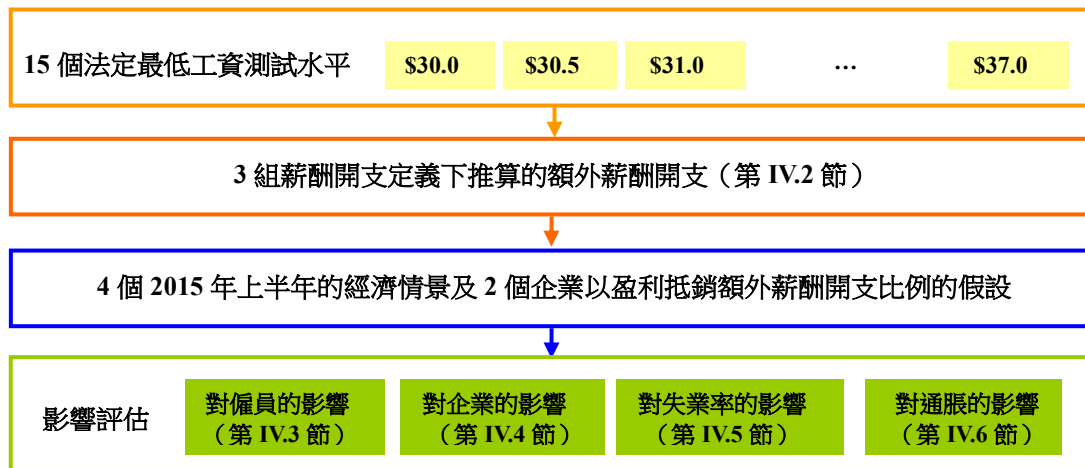 15 個法定最低工資測試水平 $30.0 $30.5 $31.0 … $37.0
3 組薪酬開支定義下推算的額外薪酬開支（第 IV.2 節）
4 個 2015 年上半年的經濟情景及 2 個企業以盈利抵銷額外薪酬開支比例的假設
影響評估
對僱員的影響
（第 IV.3 節）
對企業的影響
（第 IV.4 節）
對失業率的影響
（第 IV.5 節）
對通脹的影響
（第 IV.6 節）